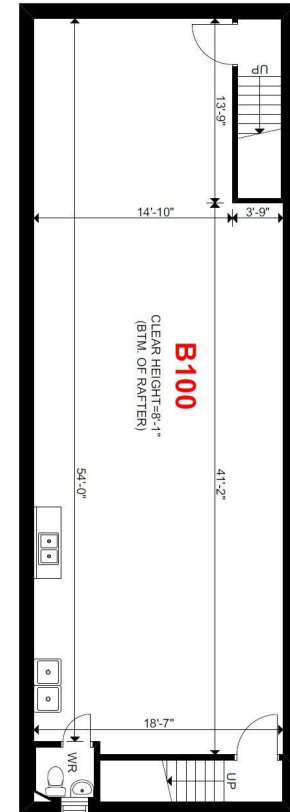 UP
13'-9"
14'-10"
3'-9"
B100
CLEAR HEIGHT=8'-1"
(BTM. OF RAFTER)
54'-0"
41'-2"
18'-7"
WR
UP